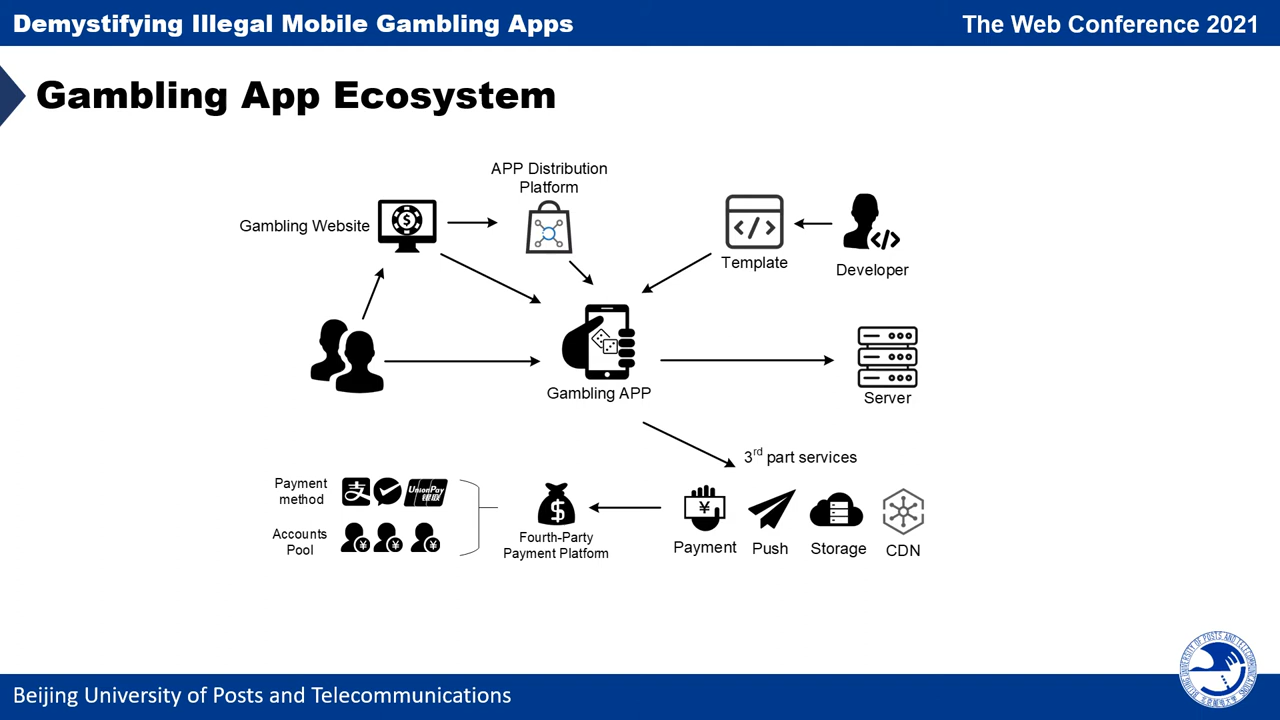 Demystifying Illegal Mobile Gambling Apps
The Web Conference 2021
Gambling App Ecosystem
APP Distribution
Platform
Gambling Website
Template
Developer
Gambling APP
Server
3rd part services
Payment
method
支
UnionPay
银联
Accounts
Pool
$
Fourth-Party
Payment Platform
¥
Payment
Push
Storage
CDN
Beijing University of Posts and Telecommunications